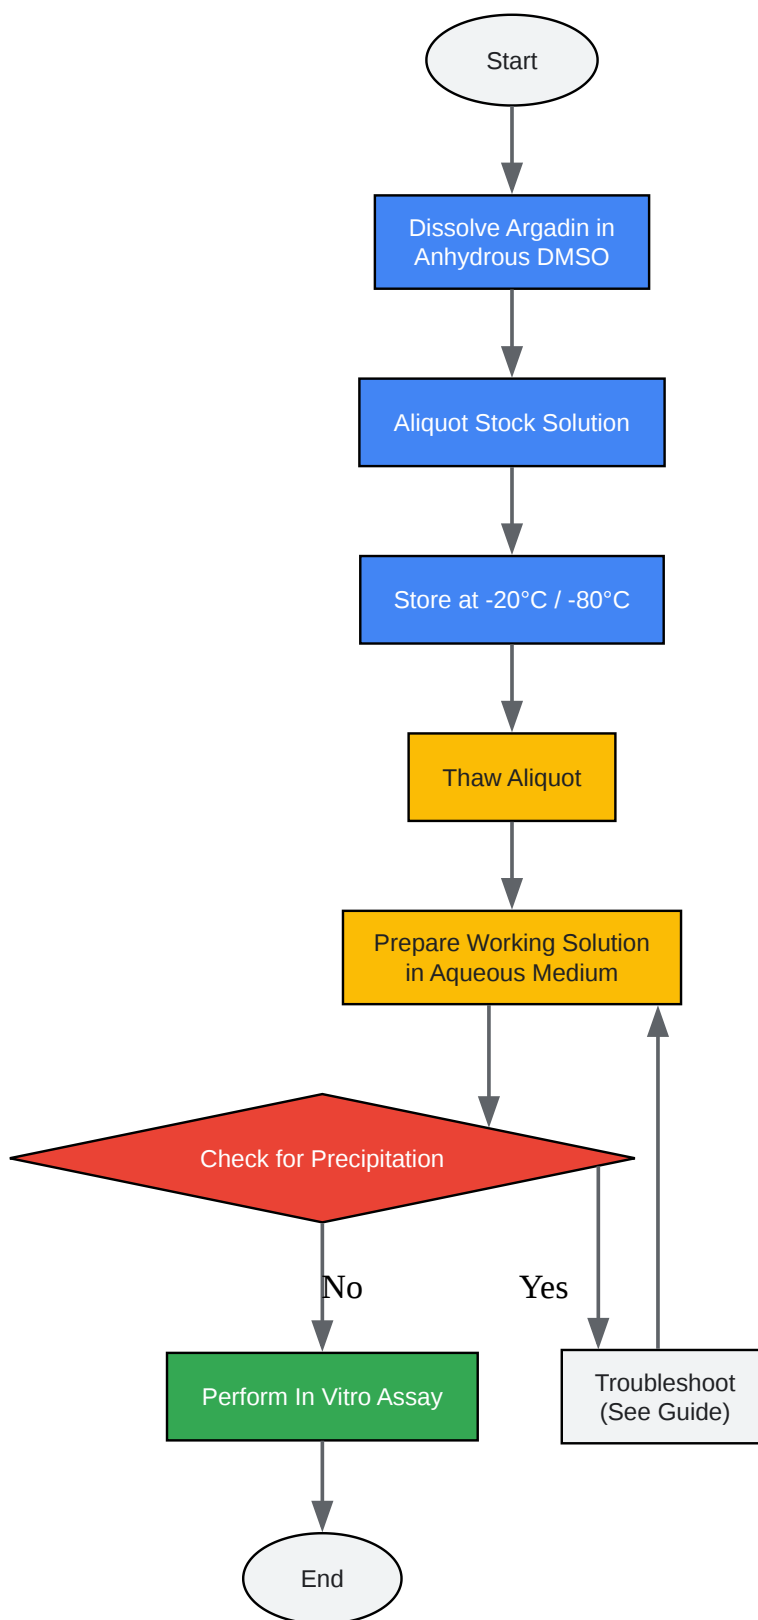 Start
Dissolve Argadin in
Anhydrous DMSO
Aliquot Stock Solution
Store at -20°C / -80°C
Thaw Aliquot
Prepare Working Solution
in Aqueous Medium
Check for Precipitation
No
Yes
Perform In Vitro Assay
Troubleshoot
(See Guide)
End